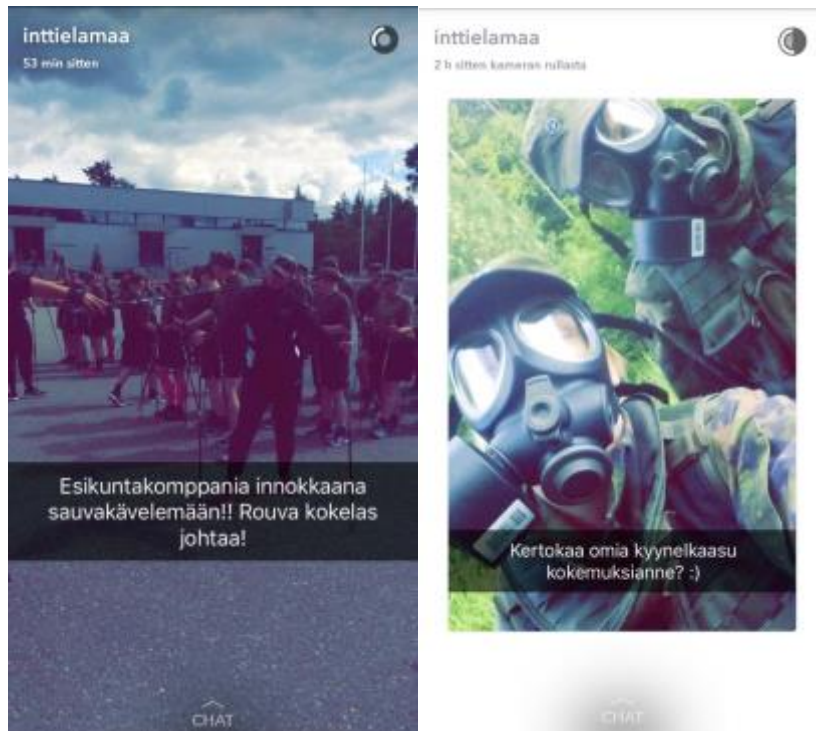 inttielamaa
53 min sitten
Esikuntakomppania innokkaana
sauvakävelemään!! Rouva kokelas
johtaa!
CHAT
inttielamaa
2 h sitten kameran rullasta
Kertokaa omia kyynelkaasu
kokemuksianne? :)
CHAT